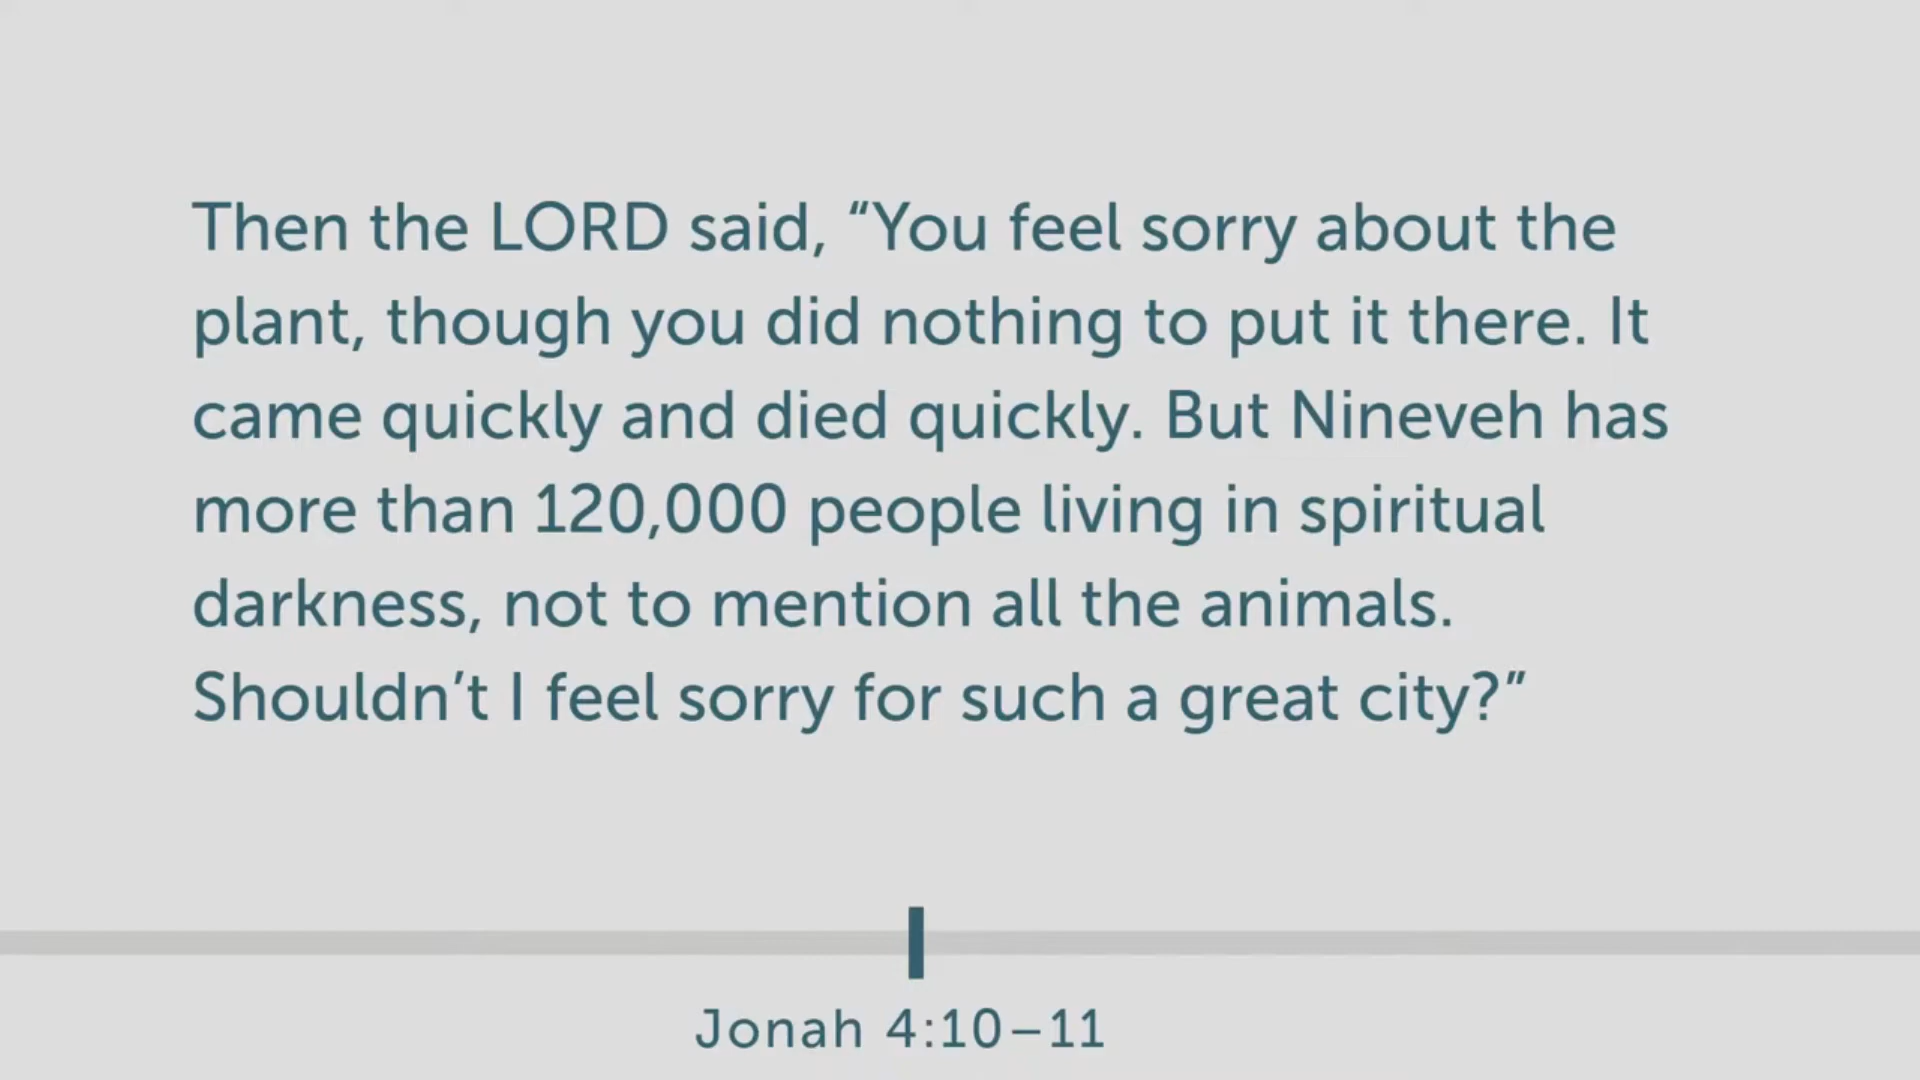 Then the LORD said, “You feel sorry about the
plant, though you did nothing to put it there. It
came quickly and died quickly. But Nineveh has
more than 120,000 people living in spiritual
darkness, not to mention all the animals.
Shouldn’t I feel sorry for such a great city?”
Jonah 4:10–11